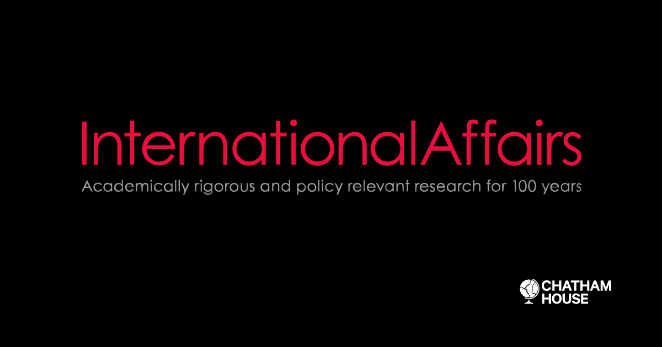 InternationalAffairs
Academically rigorous and policy relevant research for 100 years
CHATHAM
HOUSE